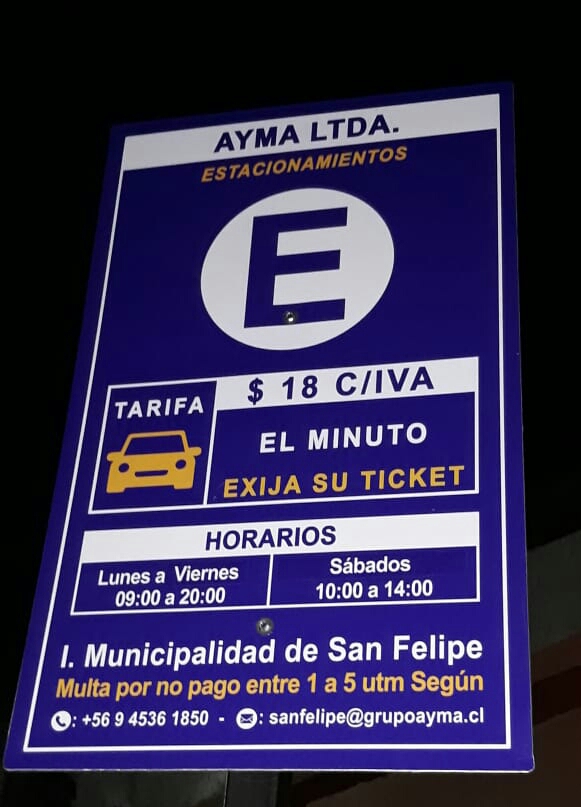 AYMA LTDA.
ESTACIONAMIENTOS
E
TARIFA
$ 18 C/IVA
EL MINUTO
EXIJA SU TICKET
HORARIOS
Lunes a Viernes
09:00 a 20:00
Sábados
10:00 a 14:00
I. Municipalidad de San Felipe
Multa por no pago entre 1 a 5 utm Según
: +56 9 4536 1850 - : sanfelipe@grupoayma.cl